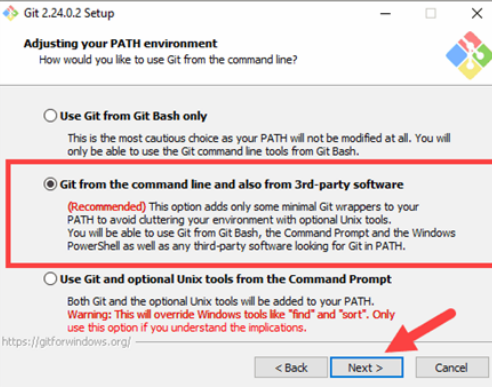 Git 2.24.0.2 Setup
Adjusting your PATH environment
How would you like to use Git from the command line?
Use Git from Git Bash only
This is the most cautious choice as your PATH will not be modified at all. You will
only be able to use the Git command line tools from Git Bash.
Git from the command line and also from 3rd-party software
(Recommended) This option adds only some minimal Git wrappers to your
PATH to avoid cluttering your environment with optional Unix tools.
You will be able to use Git from Git Bash, the Command Prompt and the Windows
PowerShell as well as any third-party software looking for Git in PATH.
Use Git and optional Unix tools from the Command Prompt
Both Git and the optional Unix tools will be added to your PATH.
Warning: This will override Windows tools like "find" and "sort". Only
use this option if you understand the implications.
https://gitforwindows.org/
< Back Next > Cancel